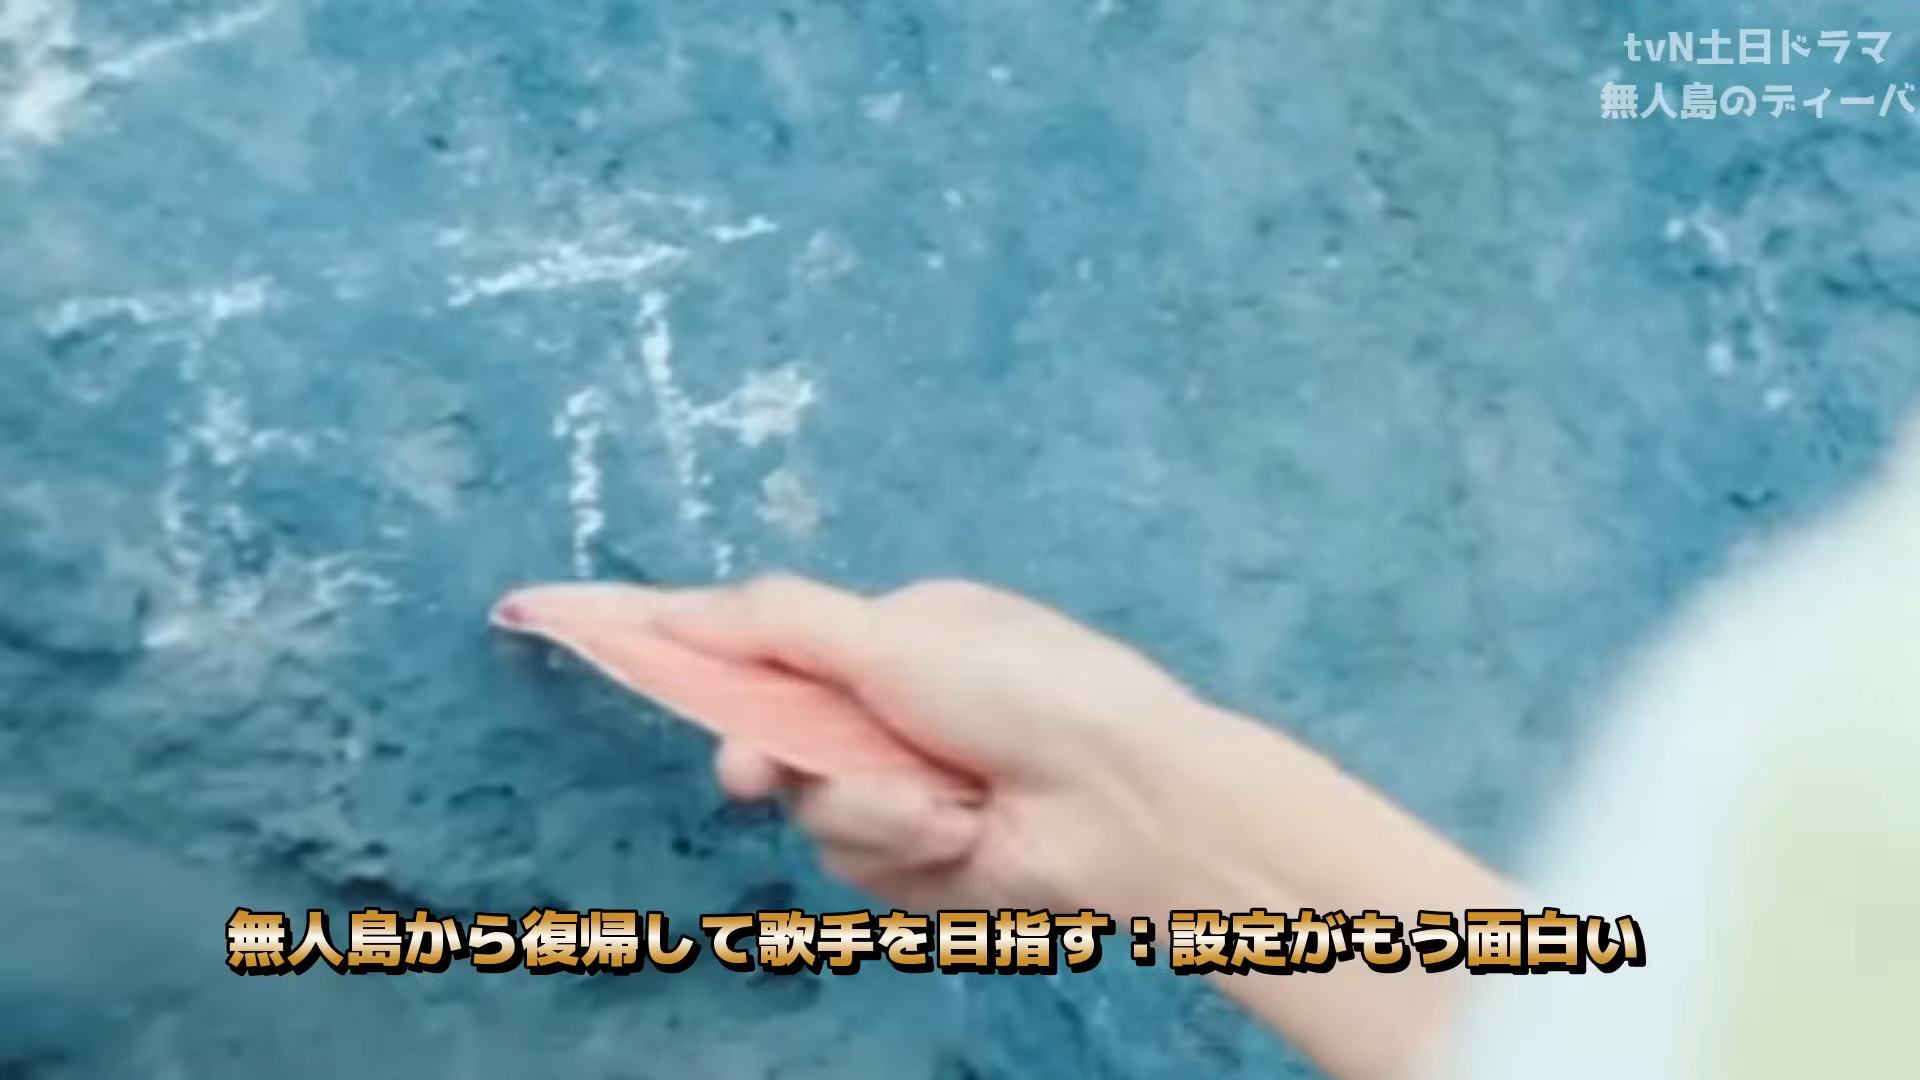 tvN土日ドラマ
無人島のディーバ
無人島から復帰して歌手を目指す：設定がもう面白い